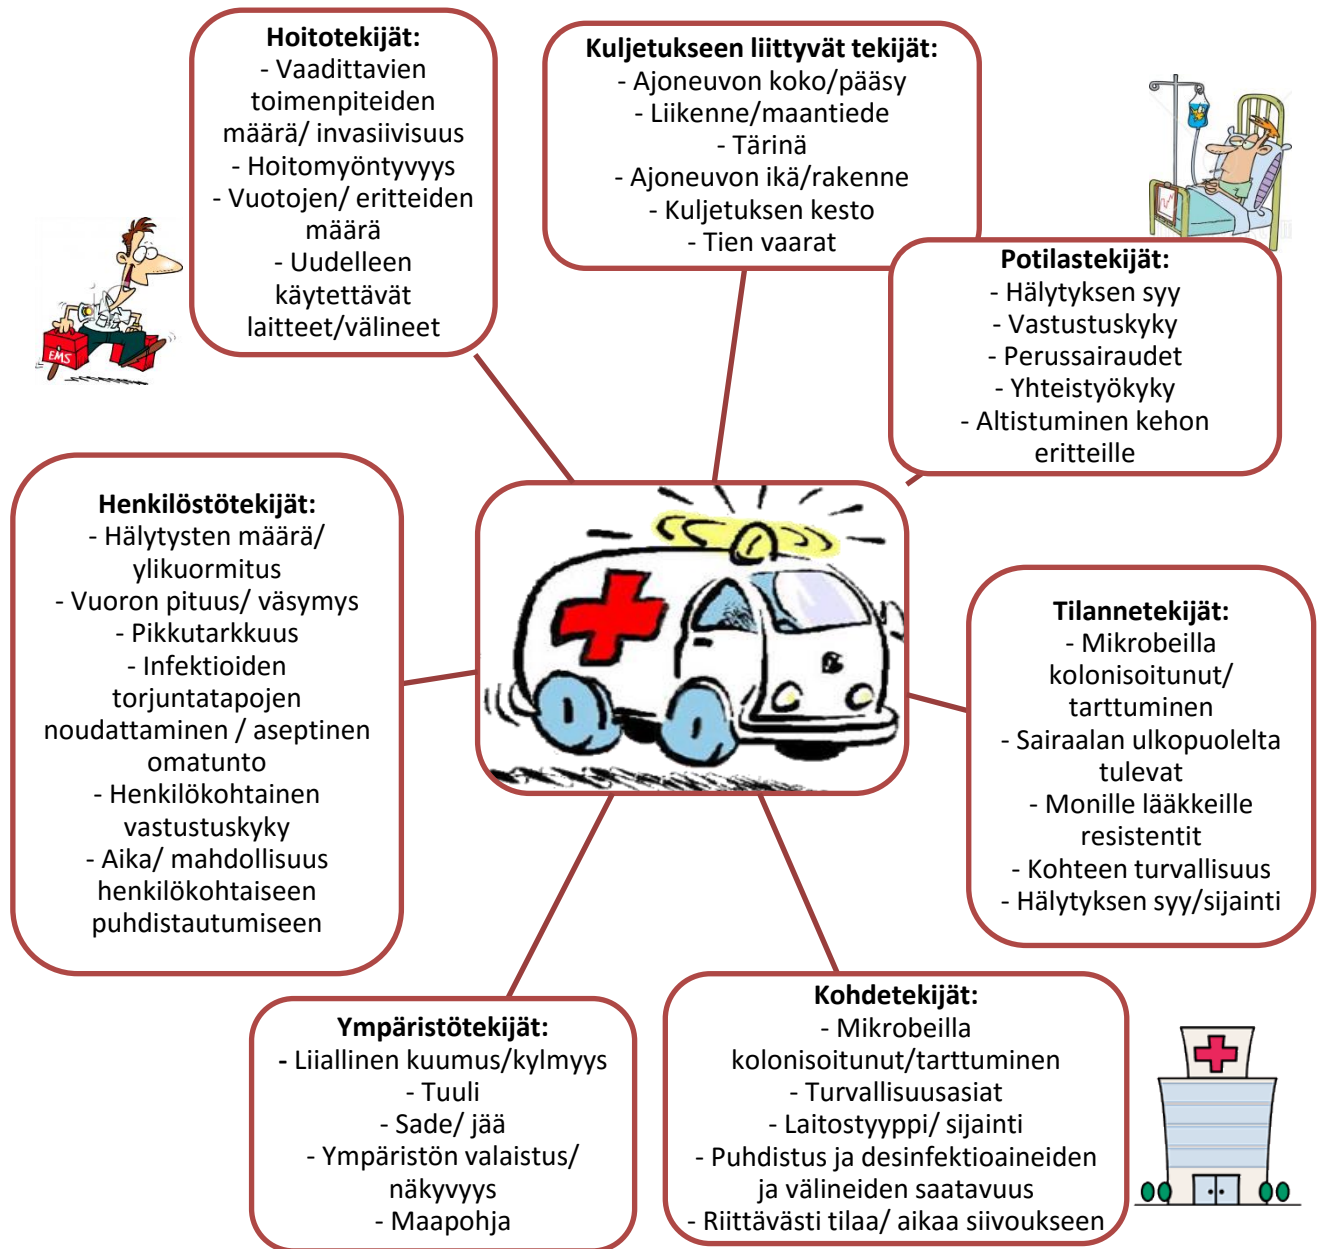 Hoitotekijät:
- Vaadittavien
toimenpiteiden
määrä/ invasiivisuus
- Hoitomyöntyvyys
- Vuotojen/ eritteiden
määrä
- Uudelleen
käytettävät
laitteet/välineet
Kuljetukseen liittyvät tekijät:
- Ajoneuvon koko/pääsy
- Liikenne/maantiede
- Tärinä
- Ajoneuvon ikä/rakenne
- Kuljetuksen kesto
- Tien vaarat
Potilastekijät:
- Hälytyksen syy
- Vastustuskyky
- Perussairaudet
- Yhteistyökyky
- Altistuminen kehon
eritteille
EMS
Henkilöstötekijät:
- Hälytysten määrä/
ylikuormitus
- Vuoron pituus/ väsymys
- Pikkutarkkuus
- Infektioiden
torjuntatapojen
noudattaminen / aseptinen
omatunto
- Henkilökohtainen
vastustuskyky
- Aika/ mahdollisuus
henkilökohtaiseen
puhdistautumiseen
Tilannetekijät:
- Mikrobeilla
kolonisoitunut/
tarttuminen
- Sairaalan ulkopuolelta
tulevat
- Monille lääkkeille
resistentit
- Kohteen turvallisuus
- Hälytyksen syy/sijainti
Ympäristötekijät:
- Liiallinen kuumus/kylmyys
- Tuuli
- Sade/ jää
- Ympäristön valaistus/
näkyvyys
- Maapohja
Kohdetekijät:
- Mikrobeilla
kolonisoitunut/tarttuminen
- Turvallisuusasiat
- Laitostyyppi/ sijainti
- Puhdistus ja desinfektioaineiden
ja välineiden saatavuus
- Riittävästi tilaa/ aikaa siivoukseen